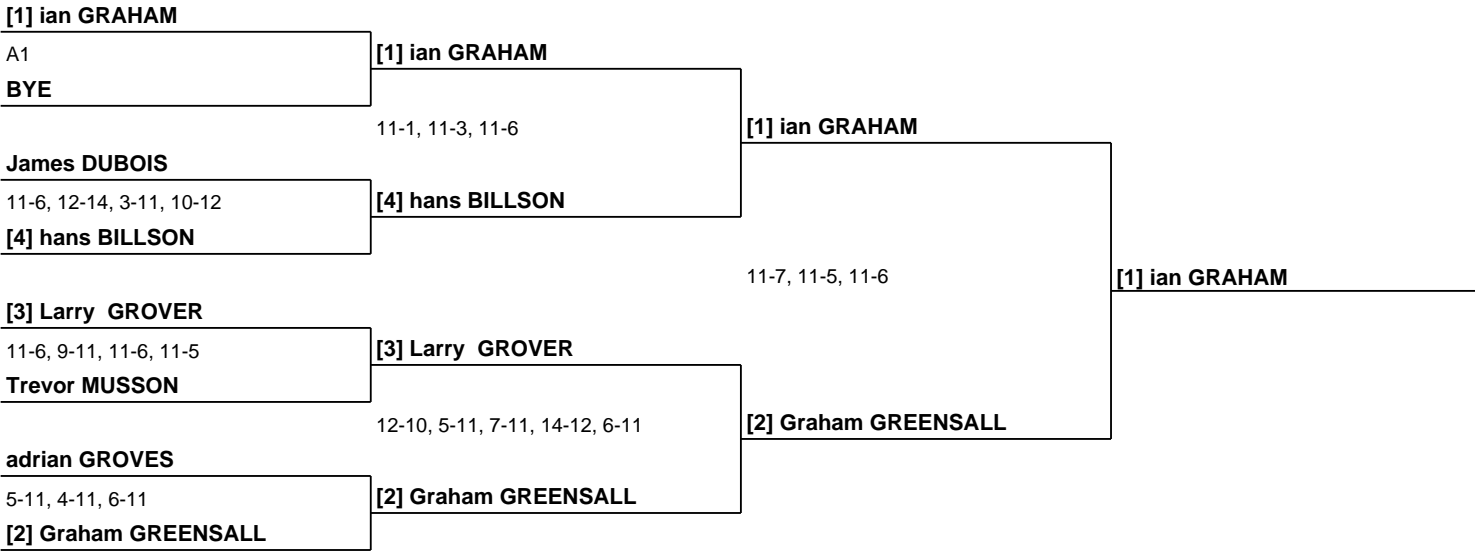 [1] ian GRAHAM
A1
BYE
[1] ian GRAHAM
11-1, 11-3, 11-6
[1] ian GRAHAM
James DUBOIS
11-6, 12-14, 3-11, 10-12
[4] hans BILLSON
[4] hans BILLSON
11-7, 11-5, 11-6
[1] ian GRAHAM
[3] Larry  GROVER
11-6, 9-11, 11-6, 11-5
Trevor MUSSON
[3] Larry  GROVER
12-10, 5-11, 7-11, 14-12, 6-11
[2] Graham GREENSALL
adrian GROVES
5-11, 4-11, 6-11
[2] Graham GREENSALL
[2] Graham GREENSALL